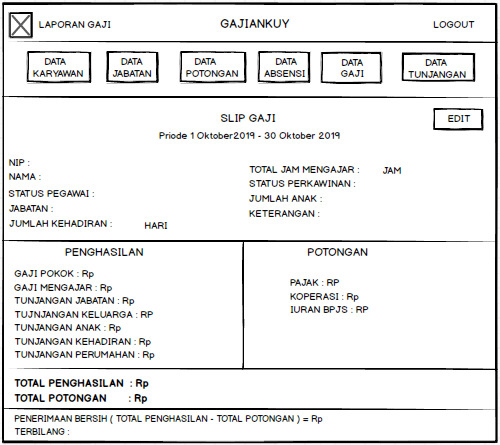 LAPORAN GAJI GAJIANKUY LOGOUT
DATA KARYAWAN
DATA JABATAN
DATA POTONGAN
DATA ABSENSI
DATA GAJI
DATA TUNJANGAN
SLIP GAJI EDIT
Priode 1 Oktober2019 - 30 Oktober 2019
NIP :
NAMA :
STATUS PEGAWAI :
JABATAN :
JUMLAH KEHADIRAN : HARI
TOTAL JAM MENGAJAR : JAM
STATUS PERKAWINAN :
JUMLAH ANAK :
KETERANGAN :
PENGHASILAN
GAJI POKOK : Rp
GAJI MENGAJAR : Rp
TUNJANGAN JABATAN : Rp
TUJNJANGAN KELUARGA : RP
TUNJANGAN ANAK : Rp
TUNJANGAN KEHADIRAN : Rp
TUNJANGAN PERUMAHAN : Rp
POTONGAN
PAJAK : RP
KOPERASI : Rp
IURAN BPJS : RP
TOTAL PENGHASILAN : Rp
TOTAL POTONGAN : Rp
PENERIMAAN BERSIH ( TOTAL PENGHASILAN - TOTAL POTONGAN ) = Rp
TERBILANG :